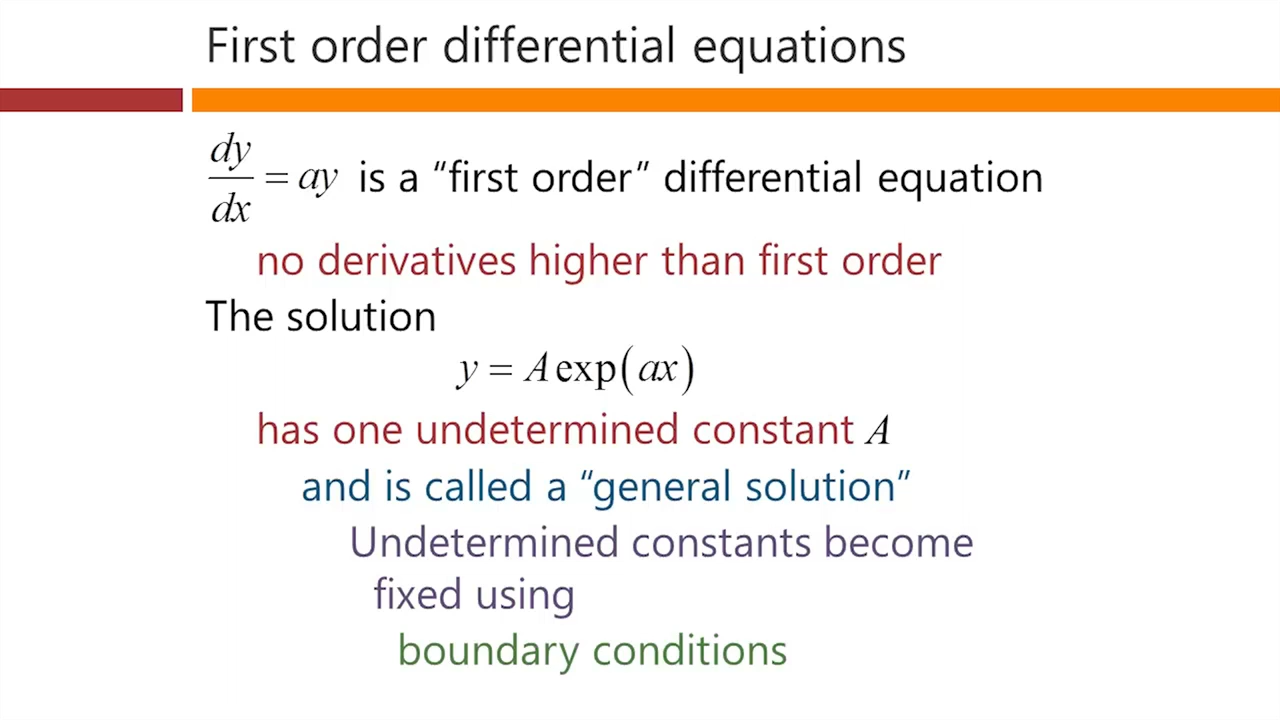 First order differential equations
dy/dx = ay is a “first order” differential equation
no derivatives higher than first order
The solution
y = A exp(ax)
has one undetermined constant A
and is called a “general solution”
Undetermined constants become
fixed using
boundary conditions